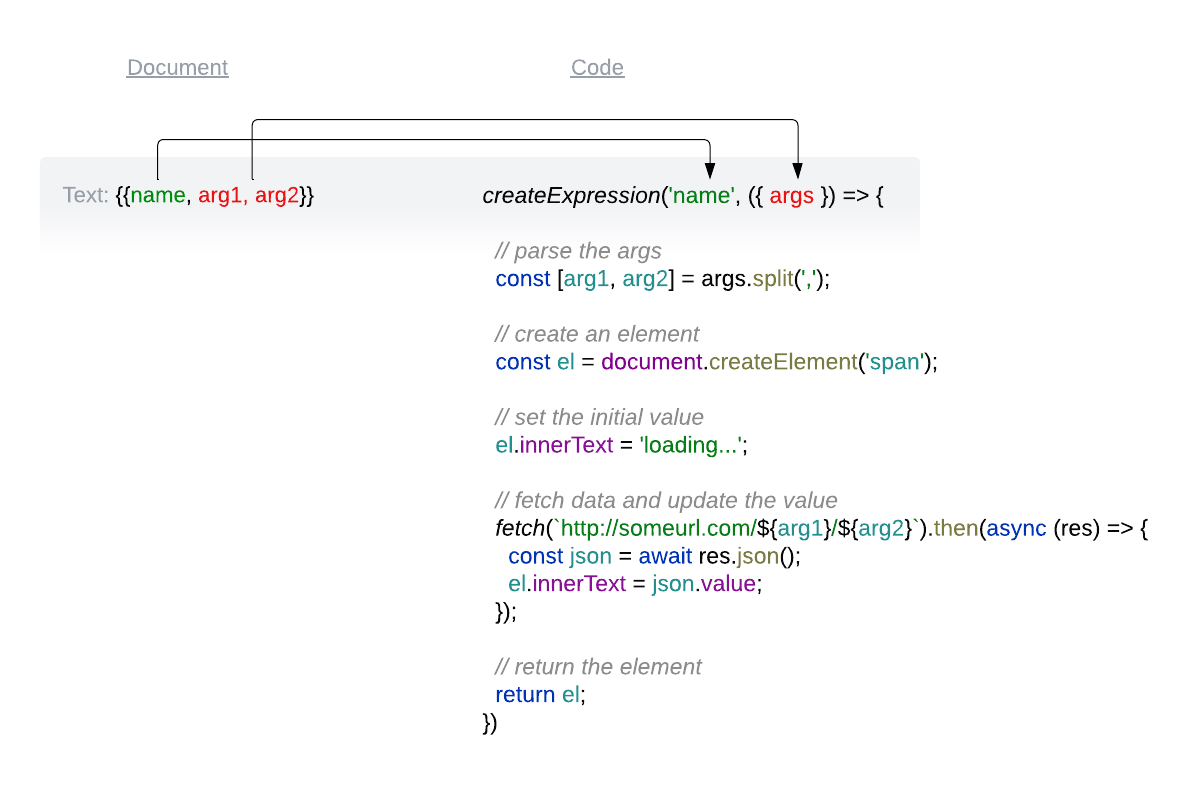 Document Code
Text: {{name, arg1, arg2}} createExpression('name', ({ args }) => {
// parse the args
const [arg1, arg2] = args.split(',');
// create an element
const el = document.createElement('span');
// set the initial value
el.innerText = 'loading...';
// fetch data and update the value
fetch(`http://someurl.com/${arg1}/${arg2}`).then(async (res) => {
const json = await res.json();
el.innerText = json.value;
});
// return the element
return el;
})